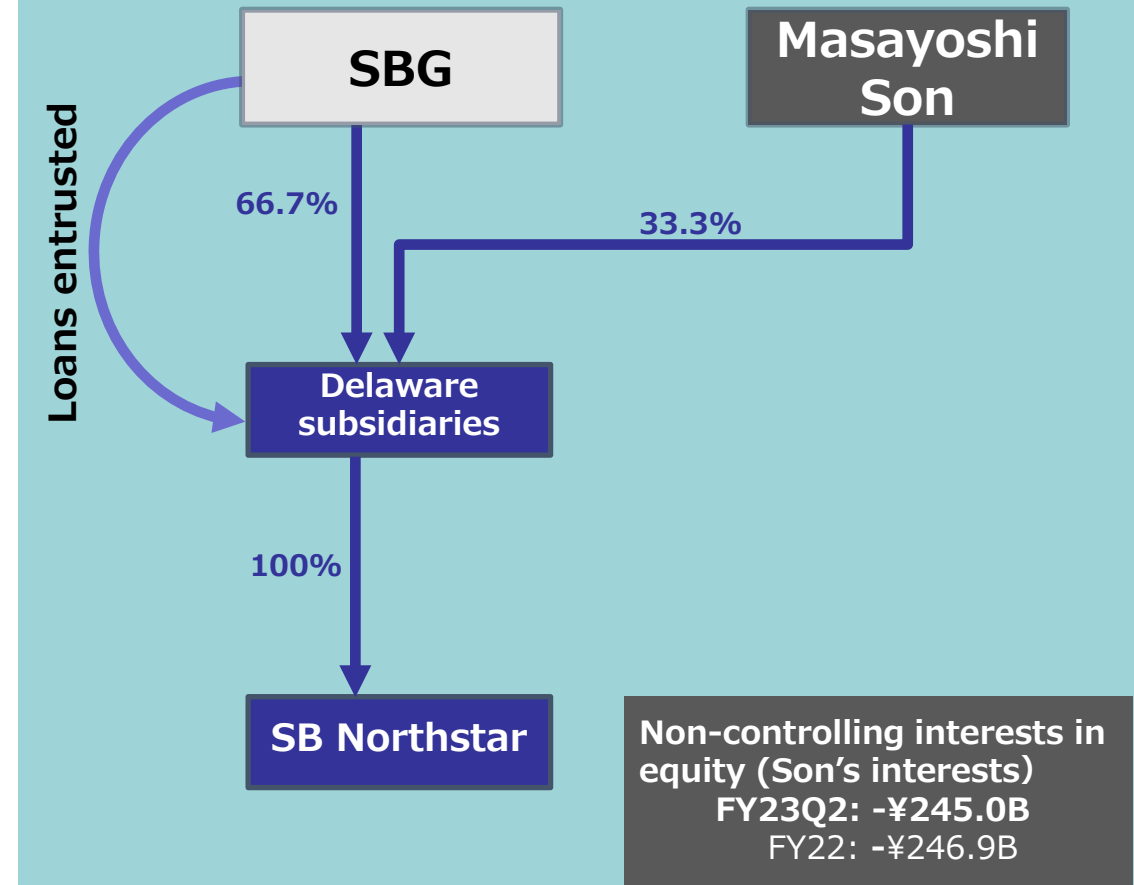 SBG
Masayoshi
Son
Loans entrusted
66.7%
33.3%
Delaware
subsidiaries
100%
SB Northstar
Non-controlling interests in
equity (Son’s interests）
FY23Q2: -¥245.0B
FY22: -¥246.9B